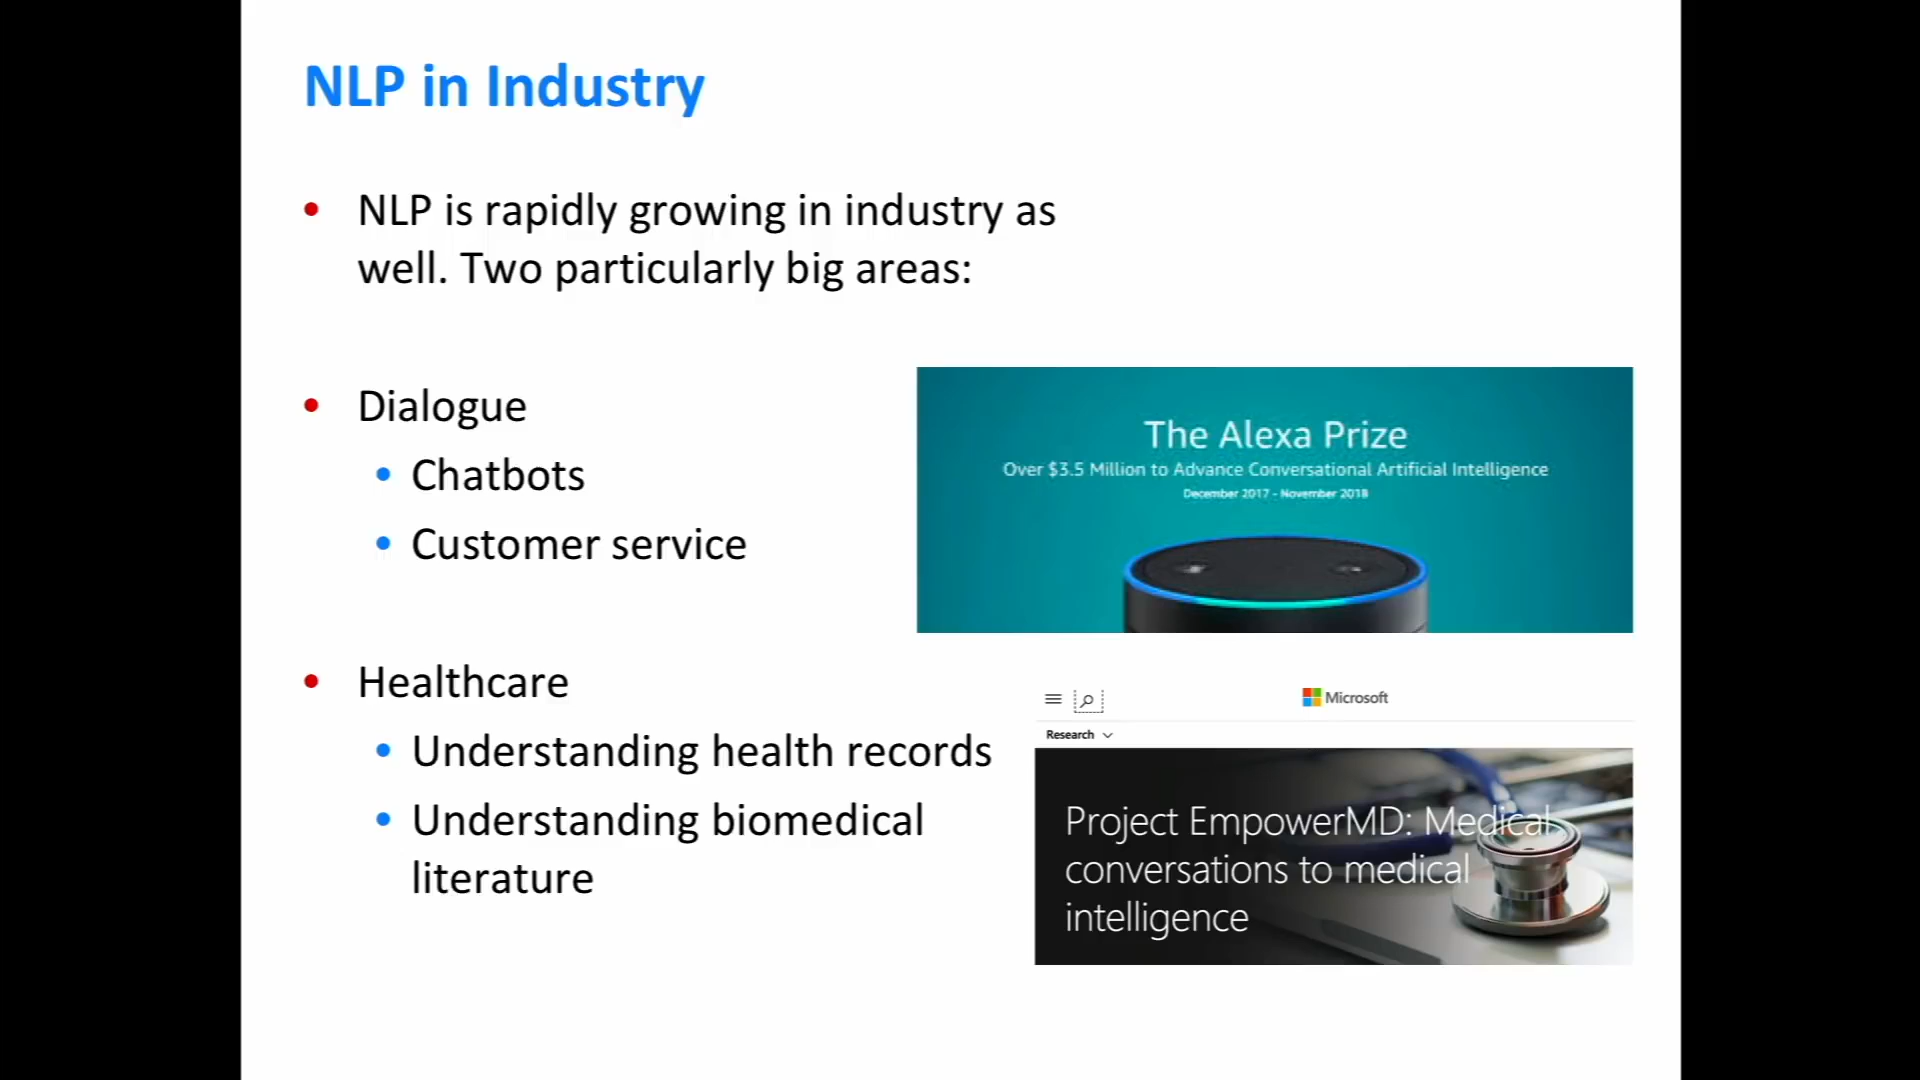 NLP in Industry
• NLP is rapidly growing in industry as
well. Two particularly big areas:
• Dialogue
• Chatbots
• Customer service
The Alexa Prize
Over $3.5 Million to Advance Conversational Artificial Intelligence
December 2017 - November 2018
• Healthcare
• Understanding health records
• Understanding biomedical
literature
Microsoft
Research
Project EmpowerMD: Medical
conversations to medical
intelligence